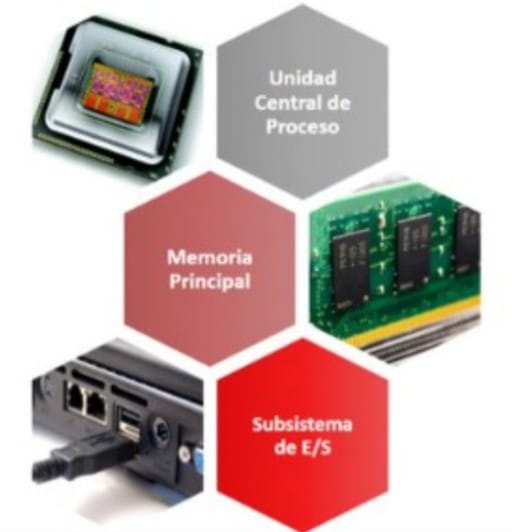 Unidad
Central de
Proceso
Memoria
Principal
Subsistema
de E/S